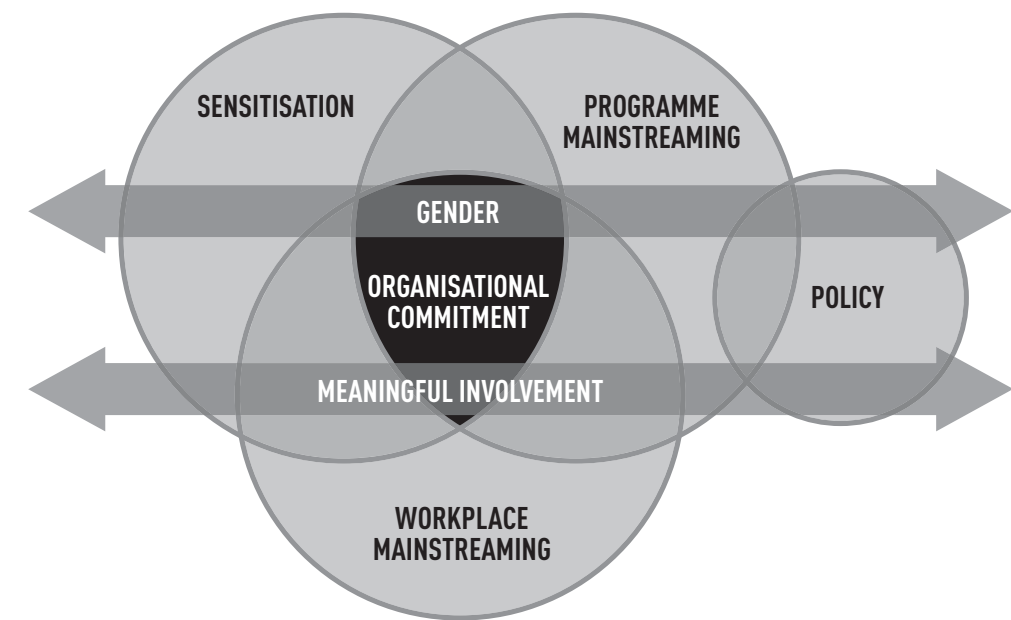 SENSITISATION
PROGRAMME
MAINSTREAMING
GENDER
ORGANISATIONAL
COMMITMENT
POLICY
MEANINGFUL INVOLVEMENT
WORKPLACE
MAINSTREAMING